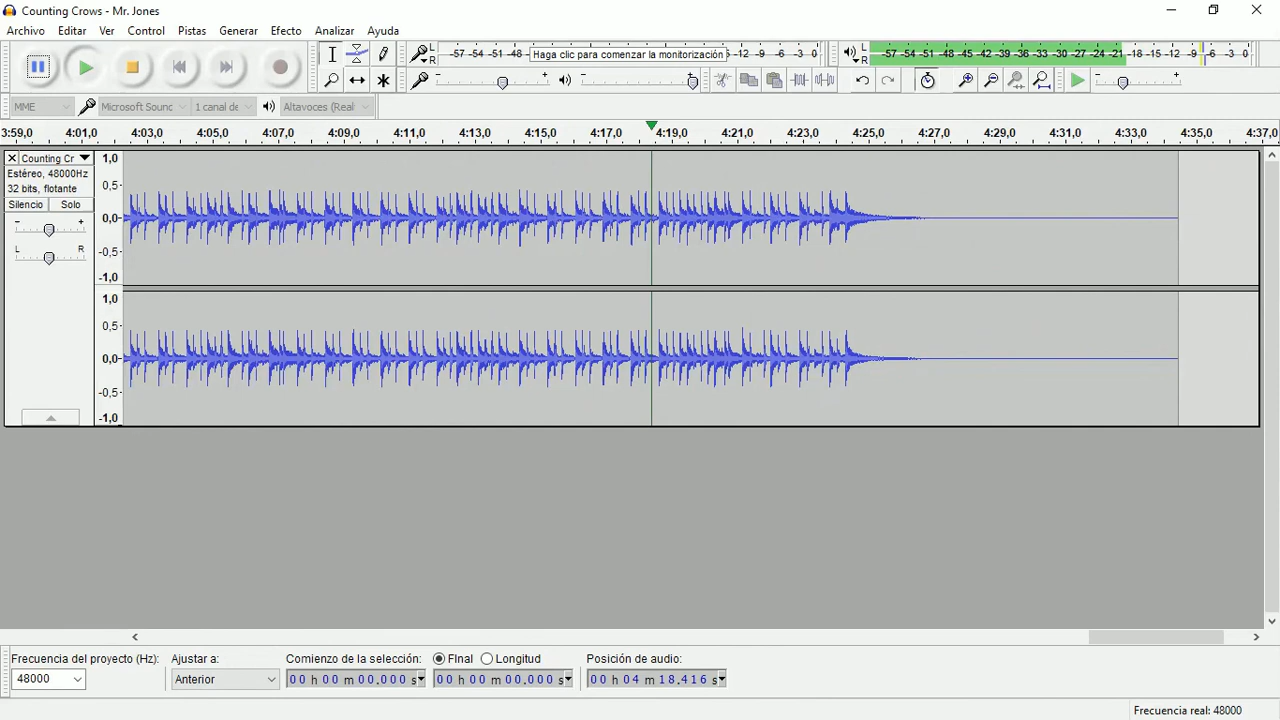 Counting Crows - Mr. Jones
Archivo Editar Ver Control Pistas Generar Efecto Analizar Ayuda
L -57 -54 -51 -48 Haga clic para comenzar la monitorización -12 -9 -6 -3 0 L -57 -54 -51 -48 -45 -42 -39 -36 -33 -30 -27 -24 -21 -18 -15 -12 -9 -6 -3 0
R R
MME Microsoft Sound 1 canal de Altavoces (Real
3:59,0 4:01,0 4:03,0 4:05,0 4:07,0 4:09,0 4:11,0 4:13,0 4:15,0 4:17,0 4:19,0 4:21,0 4:23,0 4:25,0 4:27,0 4:29,0 4:31,0 4:33,0 4:35,0 4:37,0
Counting Cr 1,0
Estéreo, 48000Hz
32 bits, flotante 0,5
Silencio Solo
- + 0,0
L R -0,5
-1,0
1,0
0,5
0,0
-0,5
-1,0
Frecuencia del proyecto (Hz): Ajustar a: Comienzo de la selección: FInal Longitud Posición de audio:
48000 Anterior 00 h 00 m 00.000 s 00 h 00 m 00.000 s 00 h 04 m 18.416 s
Frecuencia real: 48000